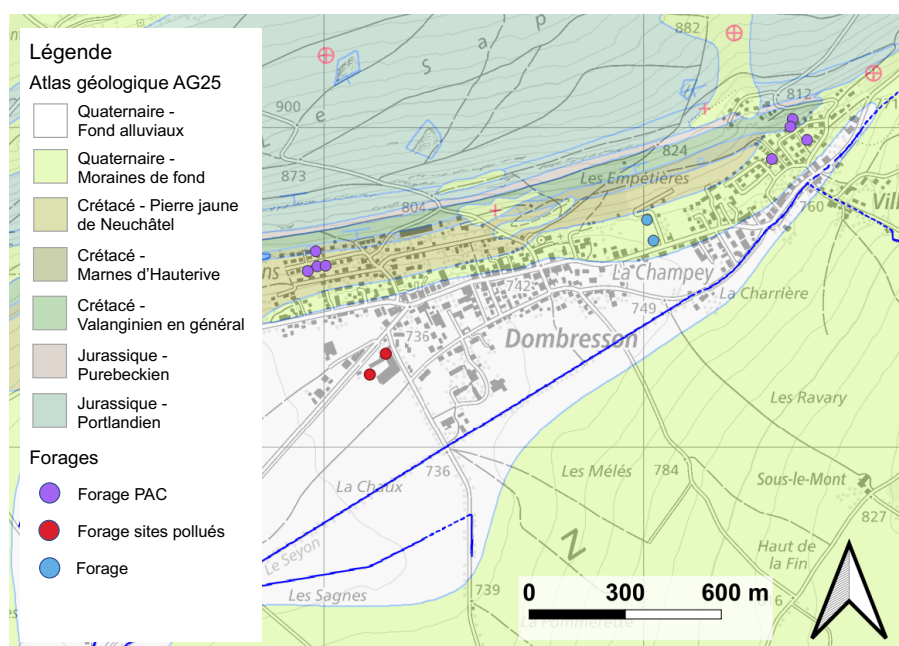 Légende
Atlas géologique AG25
Quaternaire -
Fond alluviaux
Quaternaire -
Moraines de fond
Crétacé - Pierre jaune
de Neuchâtel
Crétacé -
Marnes d'Hauterive
Crétacé -
Valanginien en général
Jurassique -
Purebeckien
Jurassique -
Portlandien
Forages
Forage PAC
Forage sites pollués
Forage
882
S a p
900
812
e
824
873
Les Empétières
804
760
Vill
ns
La Champey
742
La Charrière
749
736
Dombresson
Les Ravary
736
Les Mélés
784
Sous-le-Mont
La Chaux
827
Z
Haut de
la Fin
Le Seyon
Les Sagnes
739
0 300 600 m